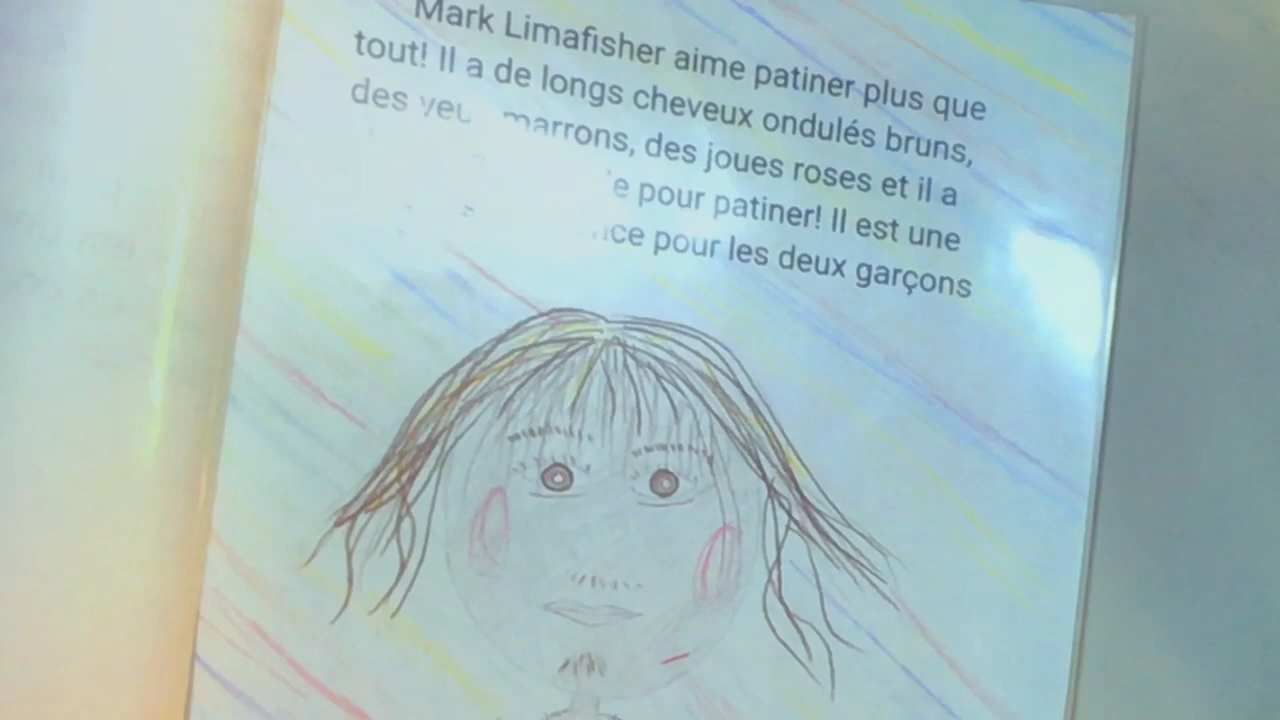 Mark Limafisher aime patiner plus que
tout! Il a de longs cheveux ondulés bruns,
des marrons, des joues roses et il a
pour patiner! Il est une
pour les deux garçons